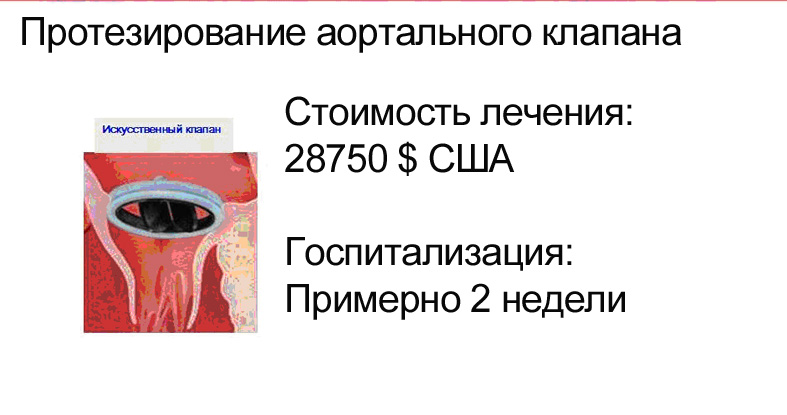 Протезирование аортального клапана
Искусственный клапан
Стоимость лечения:
28750 $ США
Госпитализация:
Примерно 2 недели